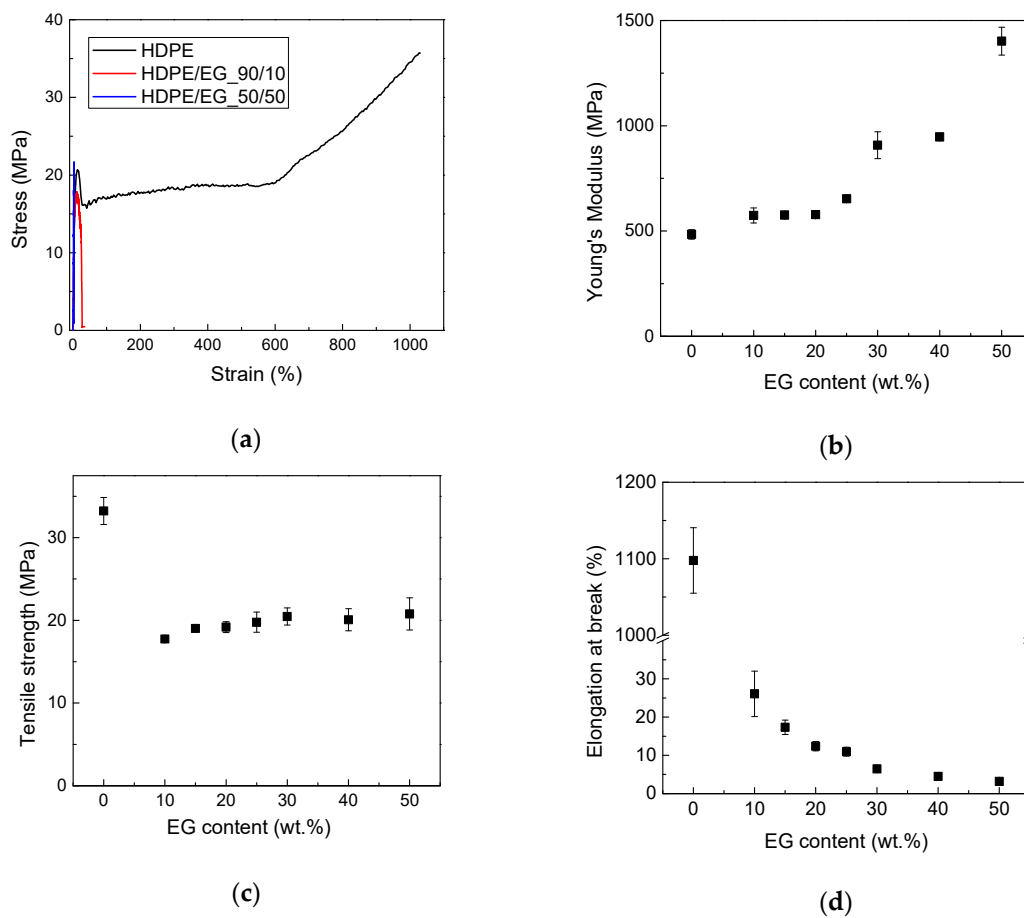 40
30
20
10
0
Stress (MPa)
HDPE
HDPE/EG_90/10
HDPE/EG_50/50
0 200 400 600 800 1000
Strain (%)
(a)
1500
1000
500
0
Young's Modulus (MPa)
0 10 20 30 40 50
EG content (wt.%)
(b)
30
20
10
0
Tensile strength (MPa)
0 10 20 30 40 50
EG content (wt.%)
(c)
1200
1100
1000
30
20
10
0
Elongation at break (%)
0 10 20 30 40 50
EG content (wt.%)
(d)